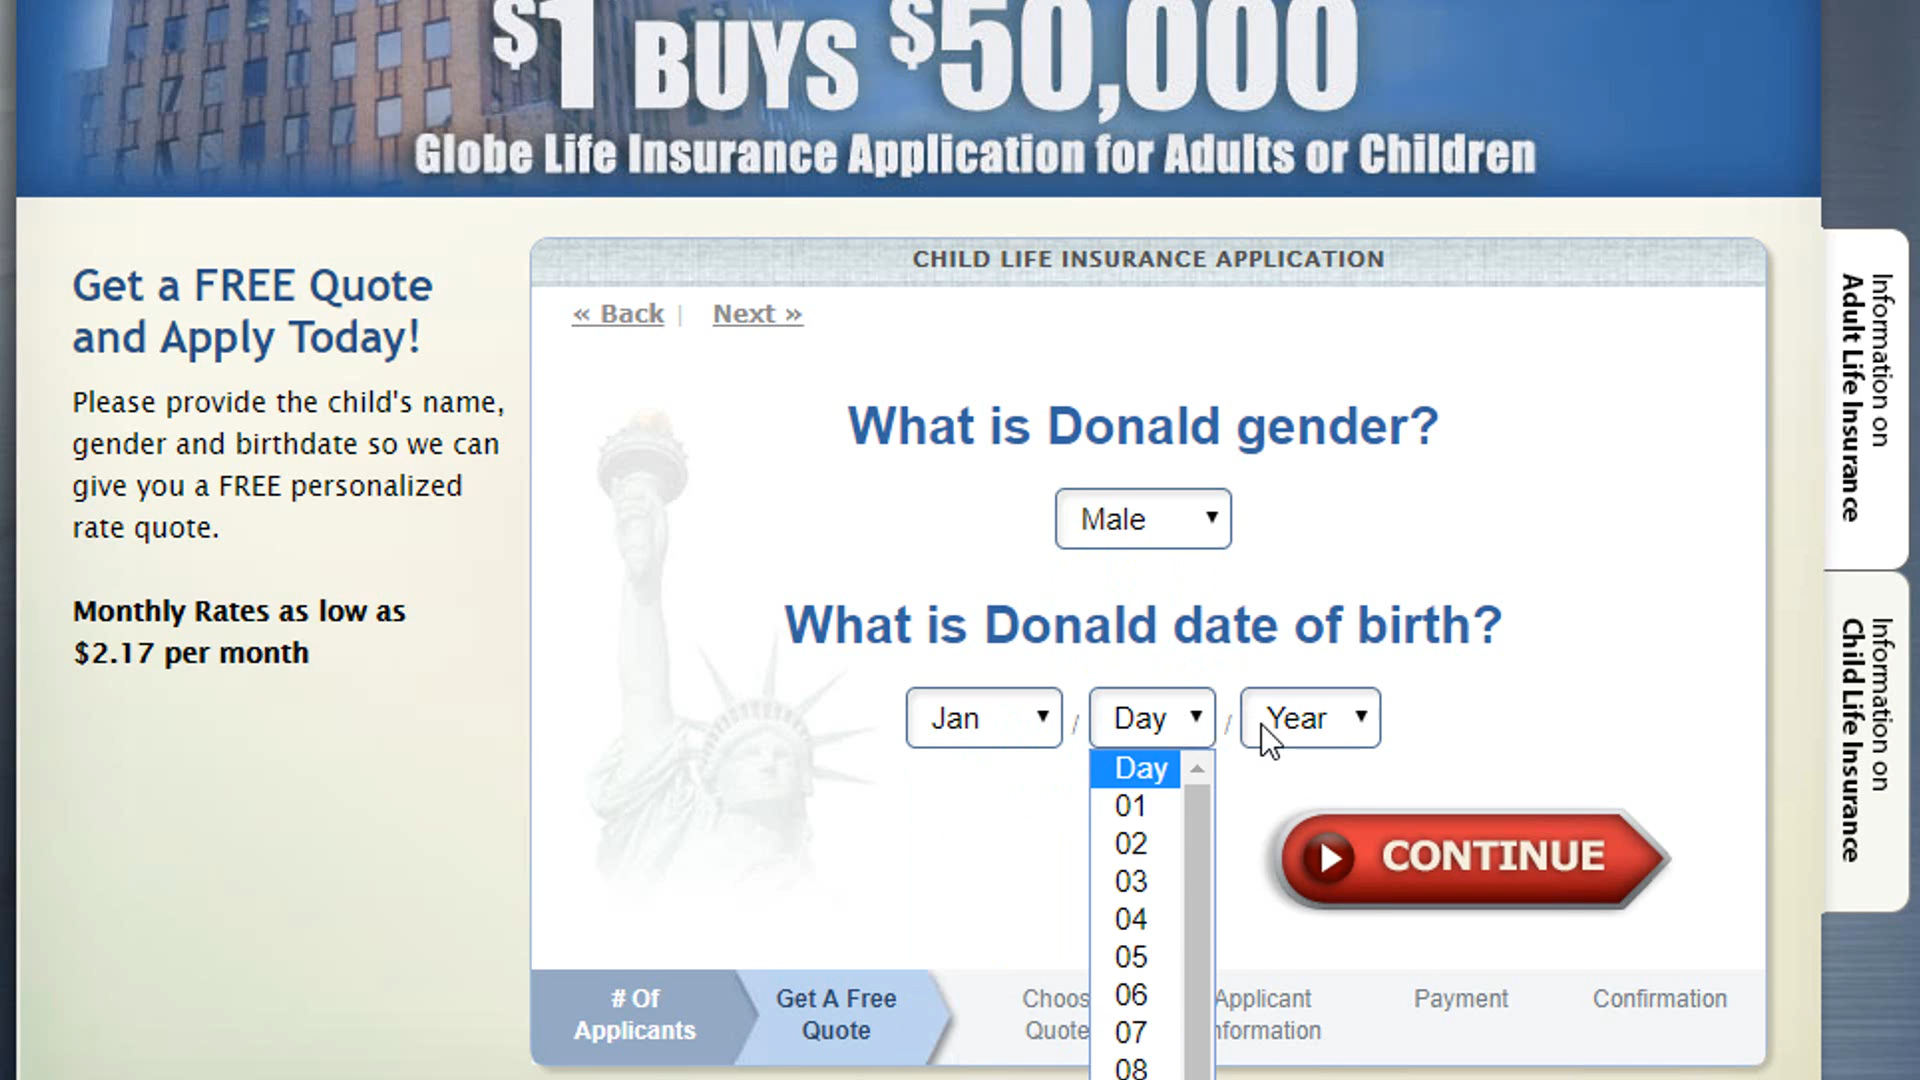 $1 BUYS $50,000
Globe Life Insurance Application for Adults or Children
Get a FREE Quote
and Apply Today!
Please provide the child's name,
gender and birthdate so we can
give you a FREE personalized
rate quote.
Monthly Rates as low as
$2.17 per month
CHILD LIFE INSURANCE APPLICATION
« Back | Next »
What is Donald gender?
Male
What is Donald date of birth?
Jan / Day / Year
Day
01
02
03
04
05
06
07
08
CONTINUE
# Of
Applicants
Get A Free
Quote
Choos
Quote
Applicant
nformation
Payment
Confirmation
Information on
Adult Life Insurance
Information on
Child Life Insurance